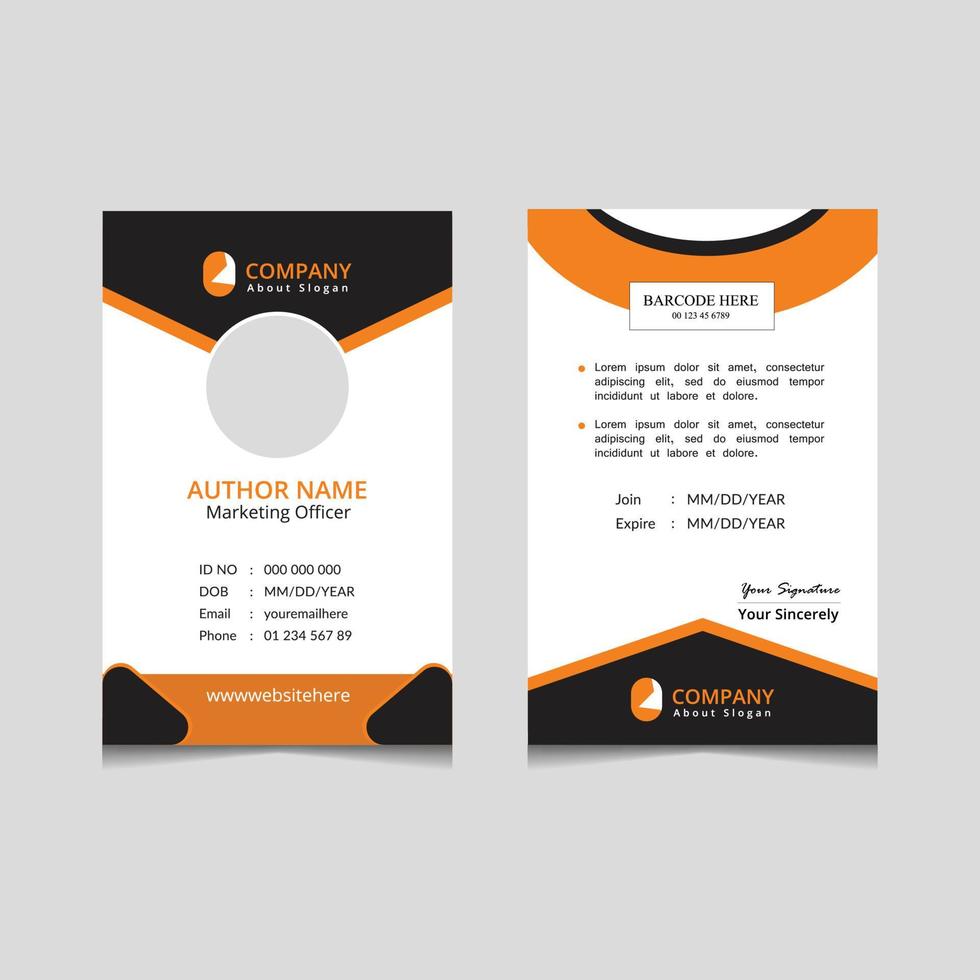 COMPANY
About Slogan
AUTHOR NAME
Marketing Officer
ID NO : 000 000 000
DOB : MM/DD/YEAR
Email : youremailhere
Phone : 01 234 567 89
wwwwebsitehere
BARCODE HERE
00 123 45 6789
Lorem ipsum dolor sit amet, consectetur
adipiscing elit, sed do eiusmod tempor
incididunt ut labore et dolore.
Lorem ipsum dolor sit amet, consectetur
adipiscing elit, sed do eiusmod tempor
incididunt ut labore et dolore.
Join : MM/DD/YEAR
Expire : MM/DD/YEAR
Your Signature
Your Sincerely
COMPANY
About Slogan